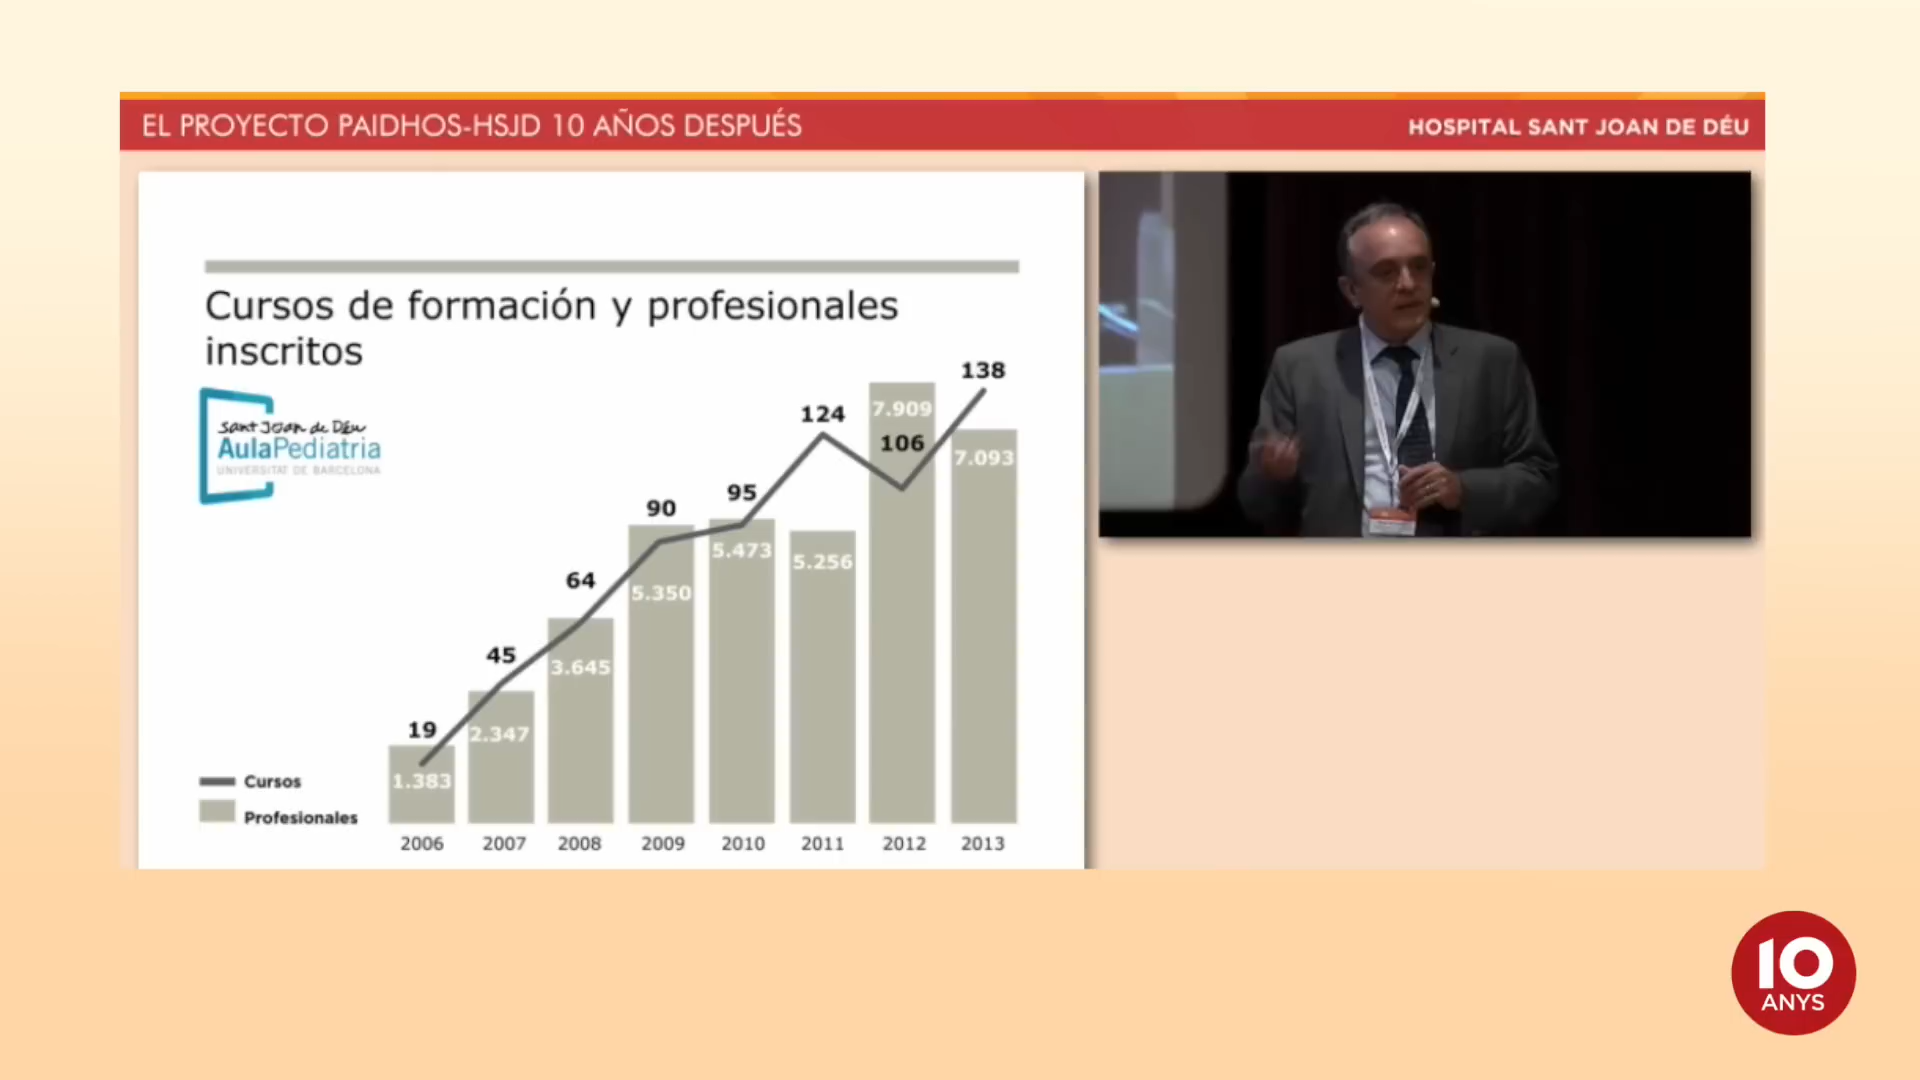 EL PROYECTO PAIDHOS-HSJD 10 AÑOS DESPUÉS
HOSPITAL SANT JOAN DE DÉU
Cursos de formación y profesionales
inscritos
Sant Joan de Déu
AulaPediatria
UNIVERSITAT DE BARCELONA
19
45
64
90
95
124
106
138
1.383
2.347
3.645
5.350
5.473
5.256
7.909
7.093
Cursos
Profesionales
2006
2007
2008
2009
2010
2011
2012
2013
10
ANYS